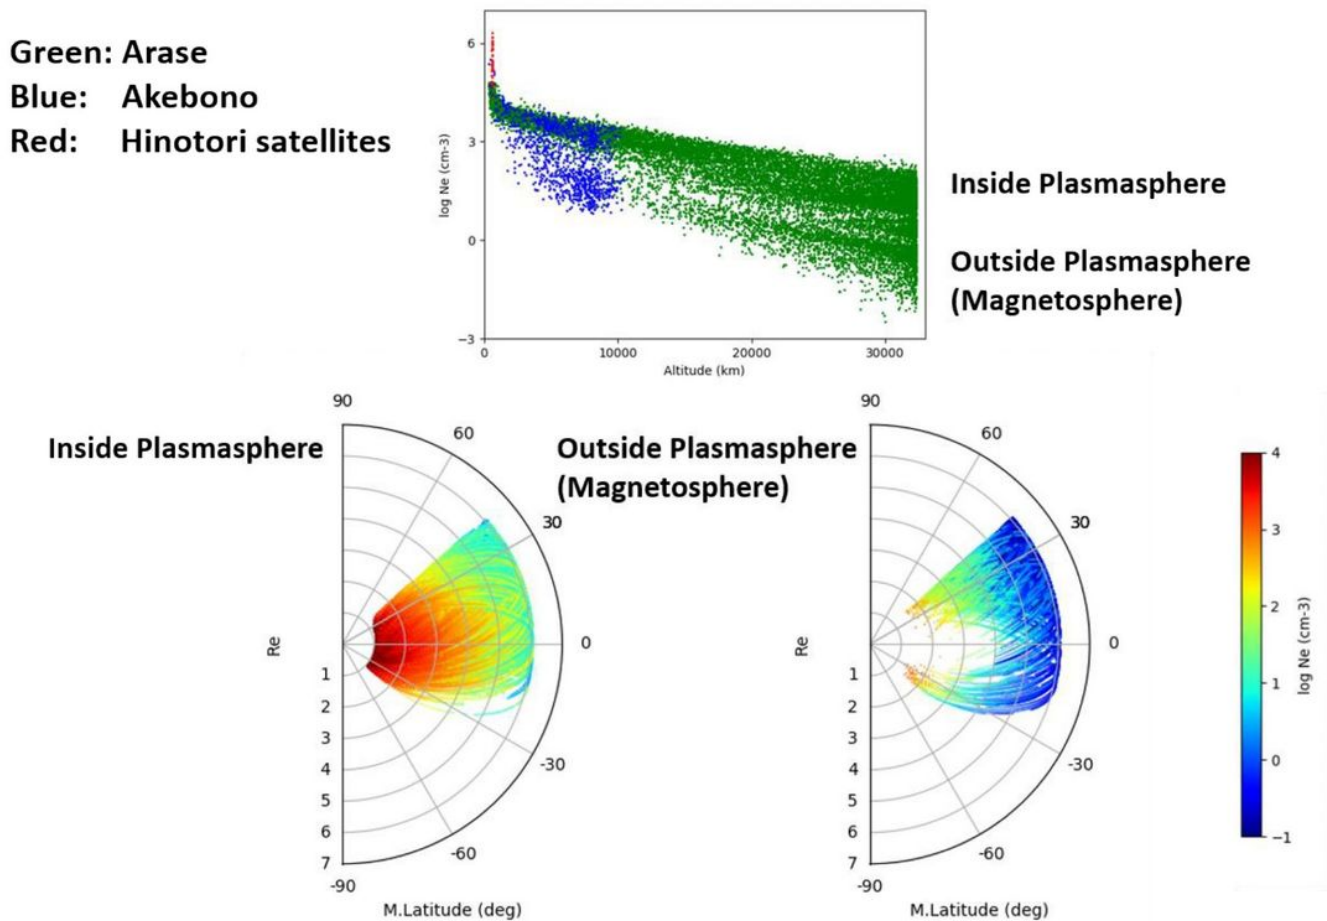 Green: Arase
Blue: Akebono
Red: Hinotori satellites
6
3
0
−3
log Ne (cm-3)
0
10000
20000
30000
Altitude (km)
Inside Plasmasphere
Outside Plasmasphere
(Magnetosphere)
Inside Plasmasphere
90
60
30
0
-30
-60
-90
Re
1
2
3
4
5
6
7
M.Latitude (deg)
Outside Plasmasphere
(Magnetosphere)
90
60
30
0
-30
-60
-90
Re
1
2
3
4
5
6
7
M.Latitude (deg)
4
3
2
1
0
−1
log Ne (cm-3)